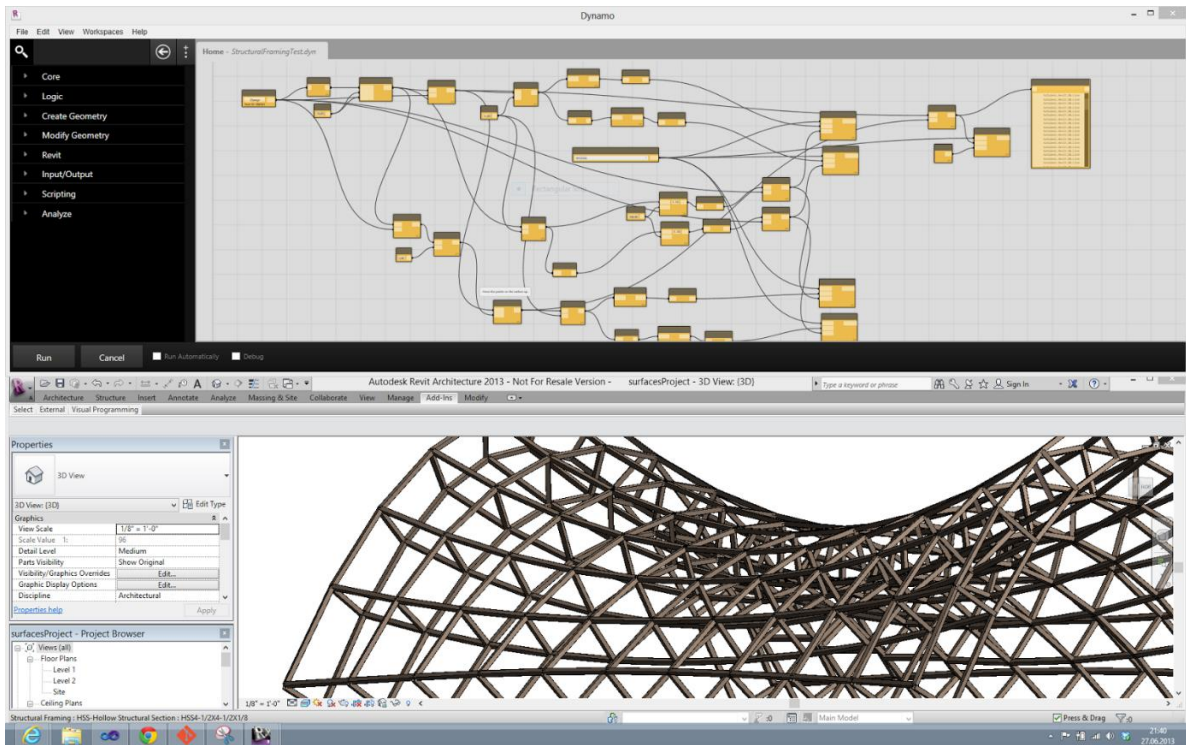 Dynamo
File Edit View Workspaces Help
Home - StructuralFramingTest.dyn
Core
Logic
Create Geometry
Modify Geometry
Revit
Input/Output
Scripting
Analyze
Run Cancel Run Automatically Debug
Autodesk Revit Architecture 2013 - Not For Resale Version - surfacesProject - 3D View: {3D}
Type a keyword or phrase
Sign In
Architecture Structure Insert Annotate Analyze Massing & Site Collaborate View Manage Add-Ins Modify
Select External Visual Programming
Properties
3D View
3D View: {3D} Edit Type
Graphics
View Scale 1/8" = 1'-0"
Scale Value 1: 96
Detail Level Medium
Parts Visibility Show Original
Visibility/Graphics Overrides Edit...
Graphic Display Options Edit...
Discipline Architectural
Properties help Apply
surfacesProject - Project Browser
Views (all)
Floor Plans
Level 1
Level 2
Site
Ceiling Plans
1/8" = 1'-0"
Structural Framing : HSS-Hollow Structural Section : HSS4-1/2X4-1/2X1/8
:0 Main Model Press & Drag :0
21:40
27.06.2013